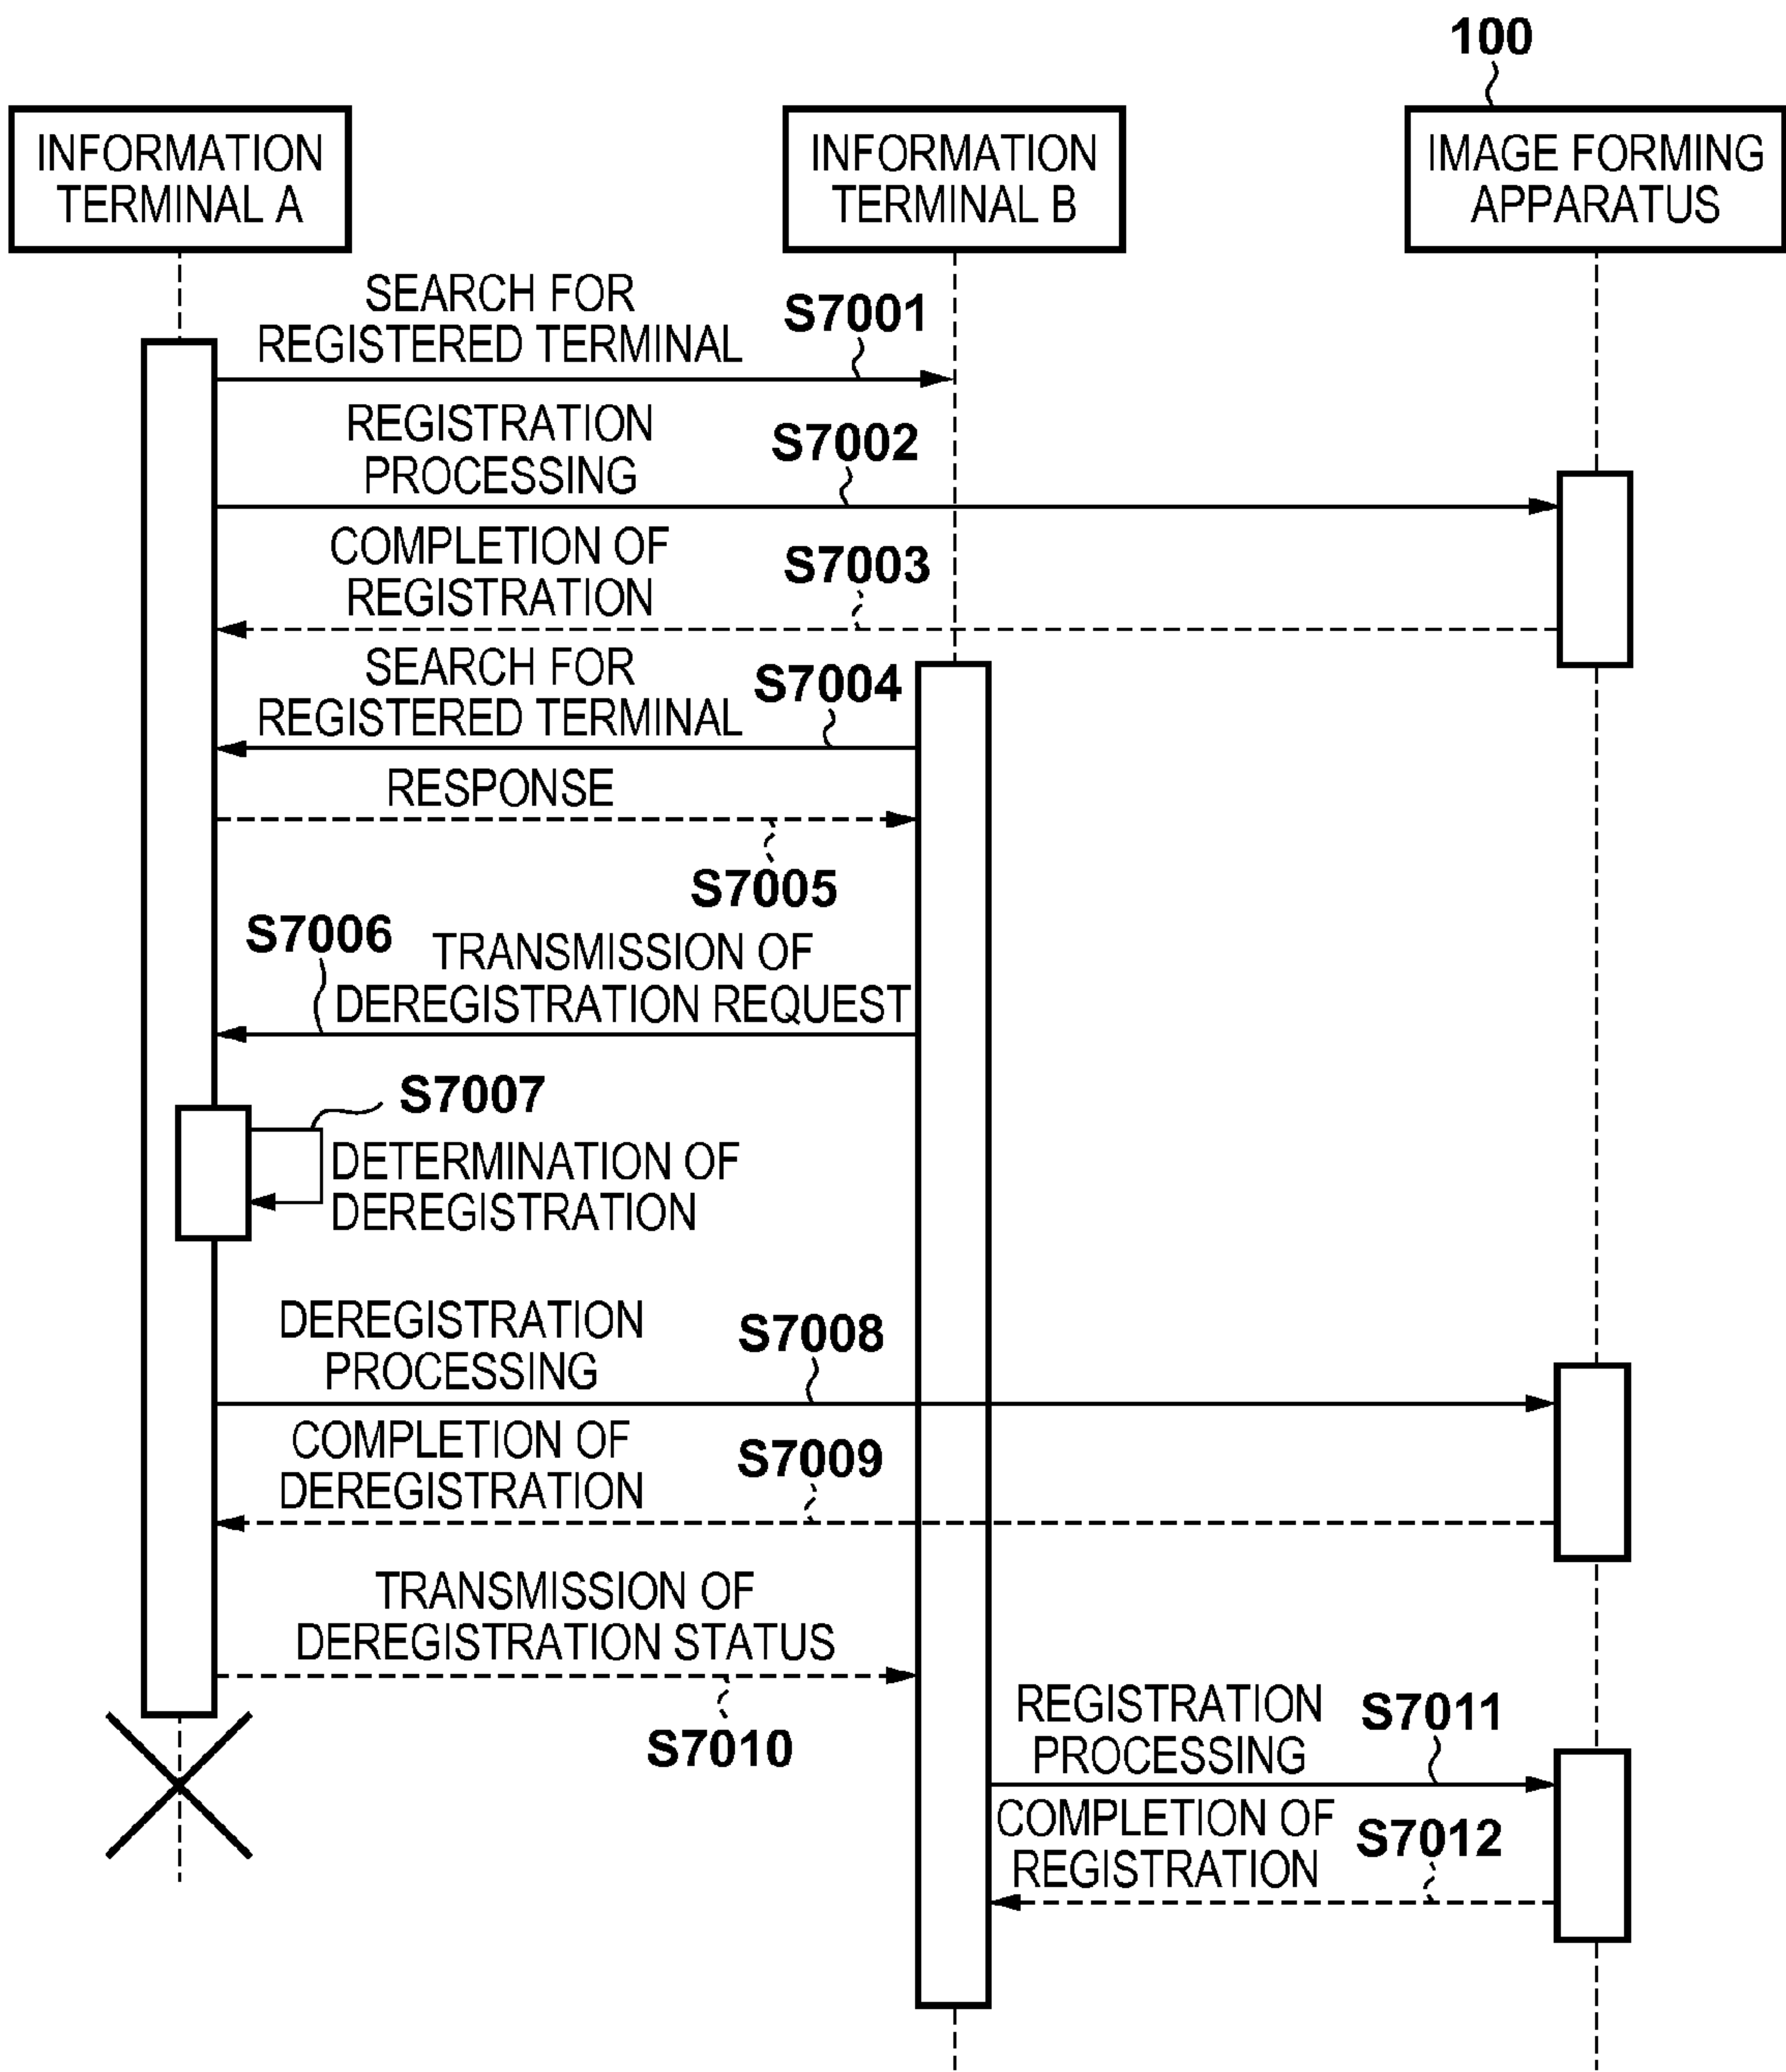 100
INFORMATION
TERMINAL A
INFORMATION
TERMINAL B
IMAGE FORMING
APPARATUS
SEARCH FOR
REGISTERED TERMINAL
S7001
REGISTRATION
PROCESSING
S7002
COMPLETION OF
REGISTRATION
S7003
SEARCH FOR
REGISTERED TERMINAL
S7004
RESPONSE
S7005
S7006
TRANSMISSION OF
DEREGISTRATION REQUEST
S7007
DETERMINATION OF
DEREGISTRATION
DEREGISTRATION
PROCESSING
S7008
COMPLETION OF
DEREGISTRATION
S7009
TRANSMISSION OF
DEREGISTRATION STATUS
S7010
REGISTRATION
PROCESSING
S7011
COMPLETION OF
REGISTRATION
S7012